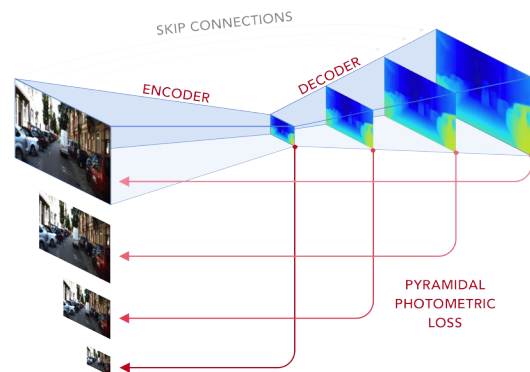 SKIP CONNECTIONS
ENCODER
DECODER
PYRAMIDAL
PHOTOMETRIC
LOSS